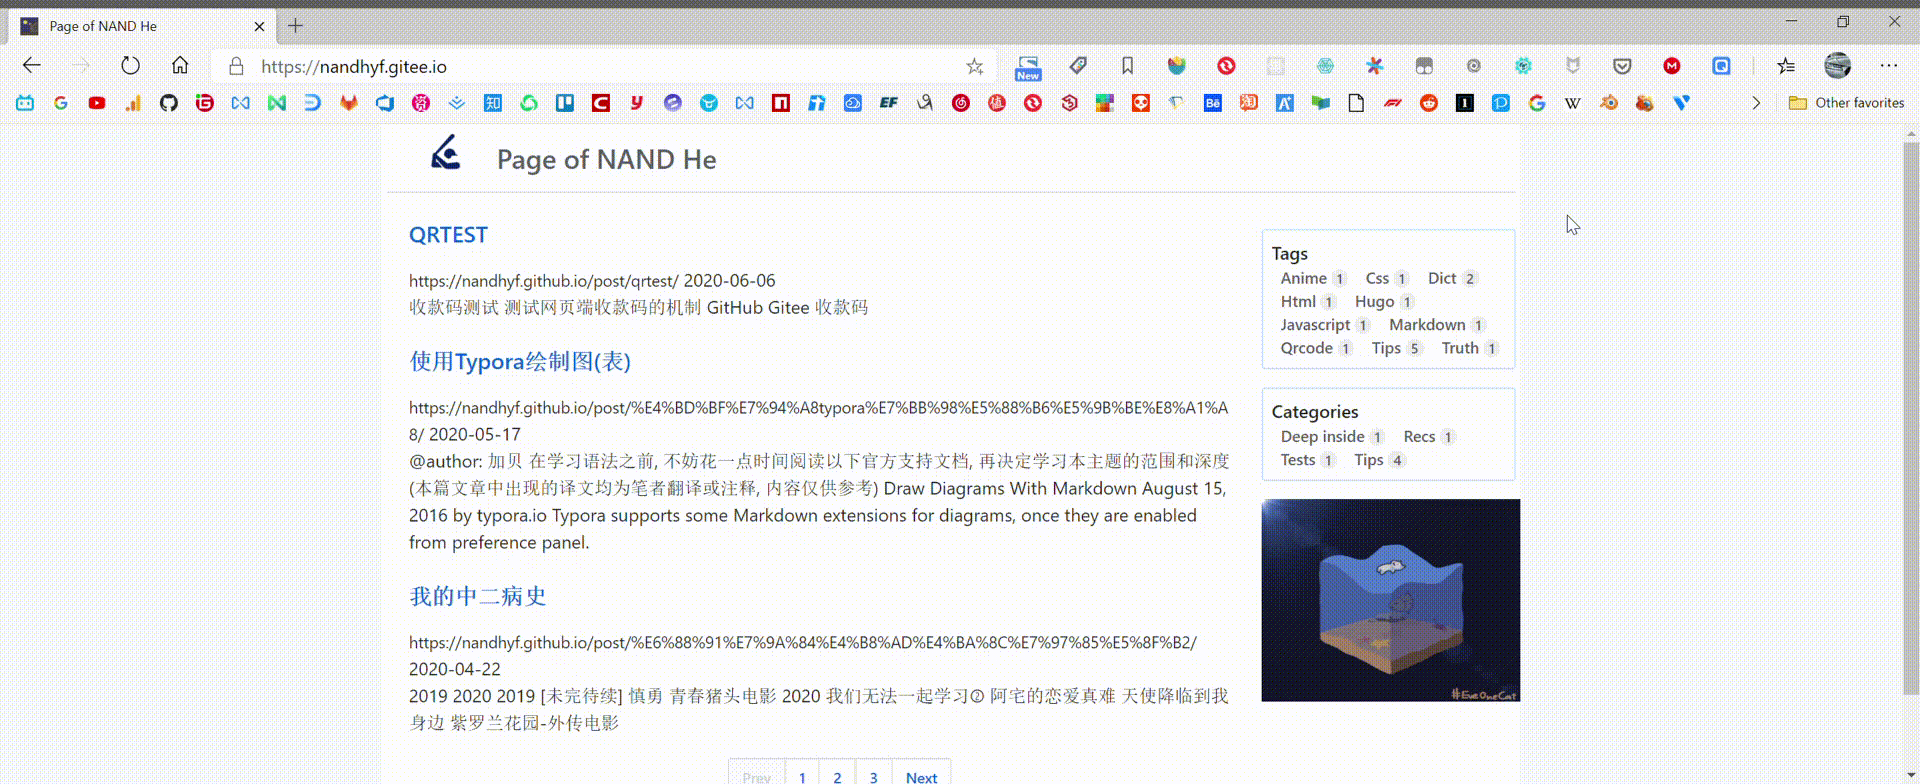 Page of NAND He
https://nandhyf.gitee.io
New
知
EF
值
Bē
淘
W
Other favorites
Page of NAND He
QRTEST
https://nandhyf.github.io/post/qrtest/ 2020-06-06
收款码测试 测试网页端收款码的机制 GitHub Gitee 收款码
使用Typora绘制图(表)
https://nandhyf.github.io/post/%E4%BD%BF%E7%94%A8typora%E7%BB%98%E5%88%B6%E5%9B%BE%E8%A1%A
8/ 2020-05-17
@author: 加贝 在学习语法之前, 不妨花一点时间阅读以下官方支持文档, 再决定学习本主题的范围和深度
(本篇文章中出现的译文均为笔者翻译或注释, 内容仅供参考) Draw Diagrams With Markdown August 15,
2016 by typora.io Typora supports some Markdown extensions for diagrams, once they are enabled
from preference panel.
我的中二病史
https://nandhyf.github.io/post/%E6%88%91%E7%9A%84%E4%B8%AD%E4%BA%8C%E7%97%85%E5%8F%B2/
2020-04-22
2019 2020 2019 [未完待续] 慎勇 青春猪头电影 2020 我们无法一起学习② 阿宅的恋爱真难 天使降临到我
身边 紫罗兰花园-外传电影
Prev 1 2 3 Next
Tags
Anime 1 Css 1 Dict 2
Html 1 Hugo 1
Javascript 1 Markdown 1
Qrcode 1 Tips 5 Truth 1
Categories
Deep inside 1 Recs 1
Tests 1 Tips 4
#EveOneCat